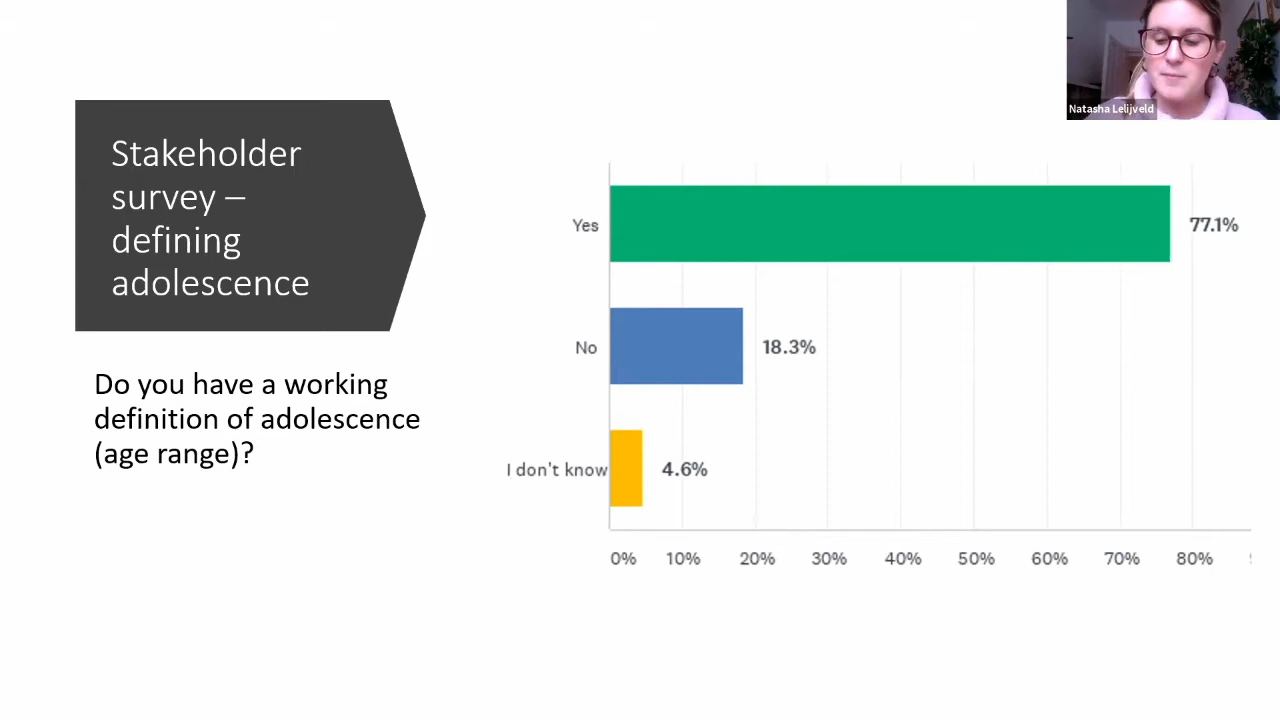 Natasha Lelijveld
Stakeholder
survey –
defining
adolescence
Do you have a working
definition of adolescence
(age range)?
Yes
77.1%
No
18.3%
I don't know
4.6%
0% 10% 20% 30% 40% 50% 60% 70% 80%